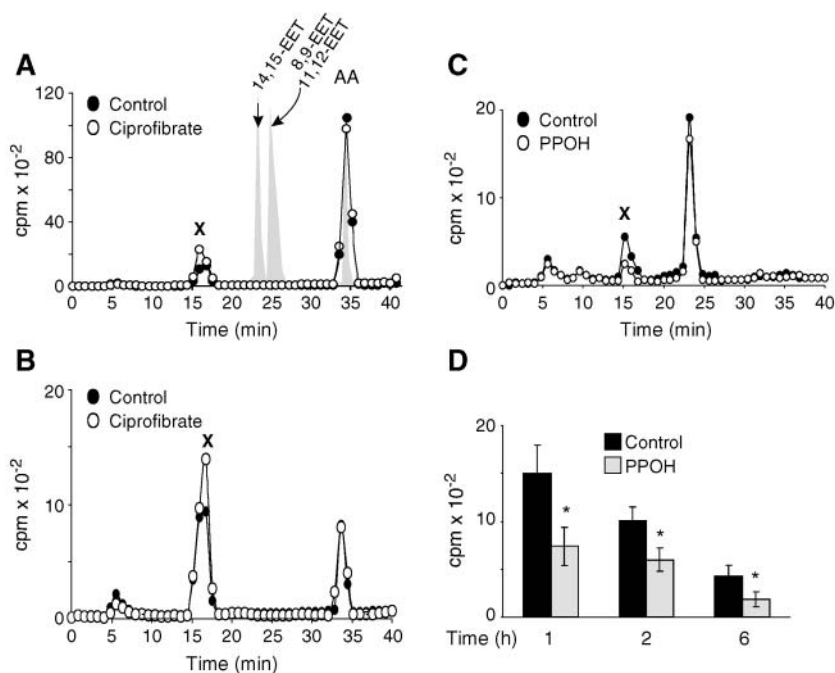 A
Control
Ciprofibrate
14,15-EET
8,9-EET
11,12-EET
AA
X
cpm x 10-2
120
80
40
0
0 5 10 15 20 25 30 35 40
Time (min)
B
Control
Ciprofibrate
X
cpm x 10-2
20
10
0
0 5 10 15 20 25 30 35 40
Time (min)
C
Control
PPOH
X
cpm x 10-2
20
10
0
0 5 10 15 20 25 30 35 40
Time (min)
D
Control
PPOH
cpm x 10-2
20
10
0
*
*
*
Time (h) 1 2 6